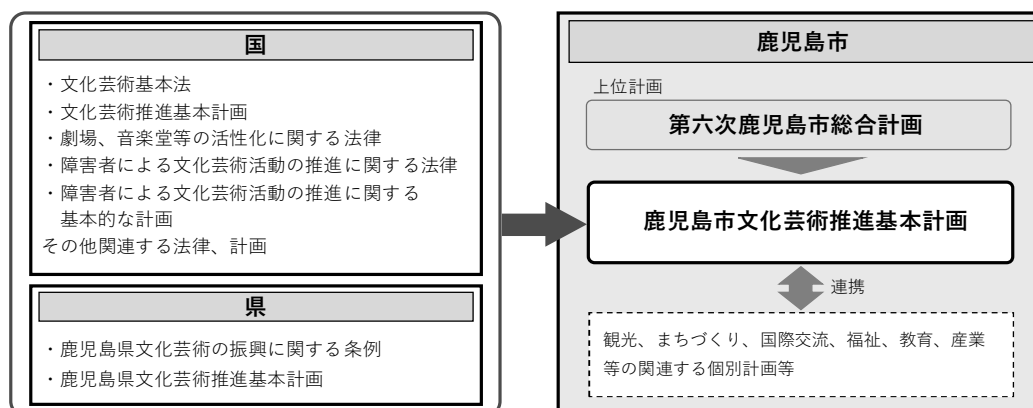 国
・文化芸術基本法
・文化芸術推進基本計画
・劇場、音楽堂等の活性化に関する法律
・障害者による文化芸術活動の推進に関する法律
・障害者による文化芸術活動の推進に関する
基本的な計画
その他関連する法律、計画
県
・鹿児島県文化芸術の振興に関する条例
・鹿児島県文化芸術推進基本計画
鹿児島市
上位計画
第六次鹿児島市総合計画
鹿児島市文化芸術推進基本計画
連携
観光、まちづくり、国際交流、福祉、教育、産業
等の関連する個別計画等